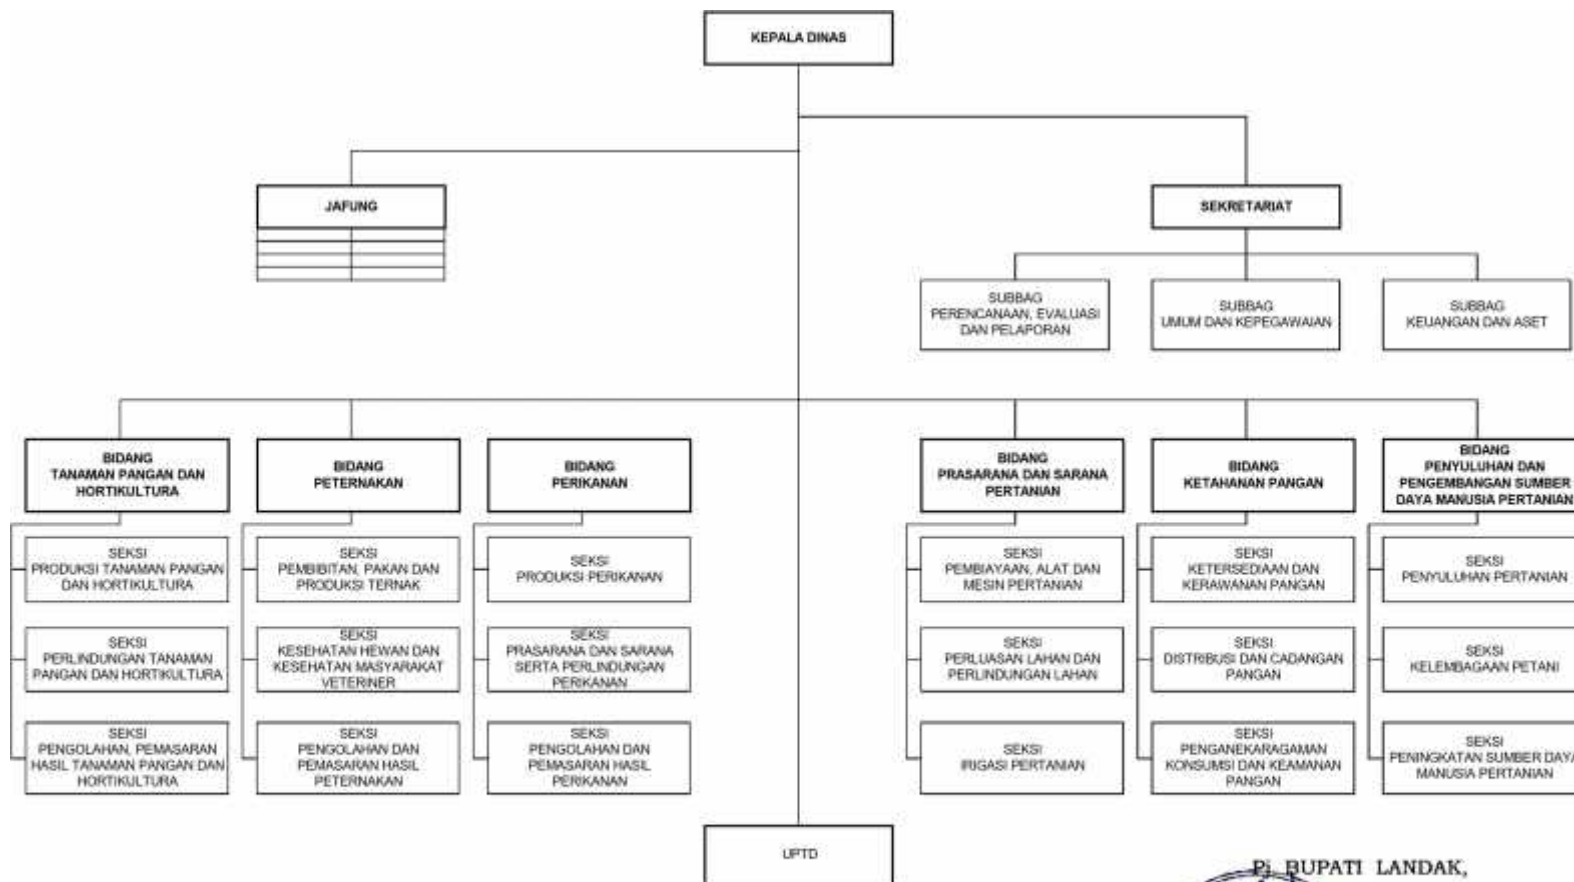 KEPALA DINAS
JAFUNG
SEKRETARIAT
SUBBAG
PERENCANAAN, EVALUASI
DAN PELAPORAN
SUBBAG
UMUM DAN KEPEGAWAIAN
SUBBAG
KEUANGAN DAN ASET
BIDANG
TANAMAN PANGAN DAN
HORTIKULTURA
SEKSI
PRODUKSI TANAMAN PANGAN
DAN HORTIKULTURA
SEKSI
PERLINDUNGAN TANAMAN
PANGAN DAN HORTIKULTURA
SEKSI
PENGOLAHAN, PEMASARAN
HASIL TANAMAN PANGAN DAN
HORTIKULTURA
BIDANG
PETERNAKAN
SEKSI
PEMBIBITAN, PAKAN DAN
PRODUKSI TERNAK
SEKSI
KESEHATAN HEWAN DAN
KESEHATAN MASYARAKAT
VETERINER
SEKSI
PENGOLAHAN DAN
PEMASARAN HASIL
PETERNAKAN
BIDANG
PERIKANAN
SEKSI
PRODUKSI PERIKANAN
SEKSI
PRASARANA DAN SARANA
SERTA PERLINDUNGAN
PERIKANAN
SEKSI
PENGOLAHAN DAN
PEMASARAN HASIL
PERIKANAN
BIDANG
PRASARANA DAN SARANA
PERTANIAN
SEKSI
PEMBIAYAAN, ALAT DAN
MESIN PERTANIAN
SEKSI
PERLUASAN LAHAN DAN
PERLINDUNGAN LAHAN
SEKSI
IRIGASI PERTANIAN
BIDANG
KETAHANAN PANGAN
SEKSI
KETERSEDIAAN DAN
KERAWANAN PANGAN
SEKSI
DISTRIBUSI DAN CADANGAN
PANGAN
SEKSI
PENGANEKARAGAMAN
KONSUMSI DAN KEAMANAN
PANGAN
BIDANG
PENYULUHAN DAN
PENGEMBANGAN SUMBER
DAYA MANUSIA PERTANIAN
SEKSI
PENYULUHAN PERTANIAN
SEKSI
KELEMBAGAAN PETANI
SEKSI
PENINGKATAN SUMBER DAYA
MANUSIA PERTANIAN
UPTD
Pj. BUPATI LANDAK,